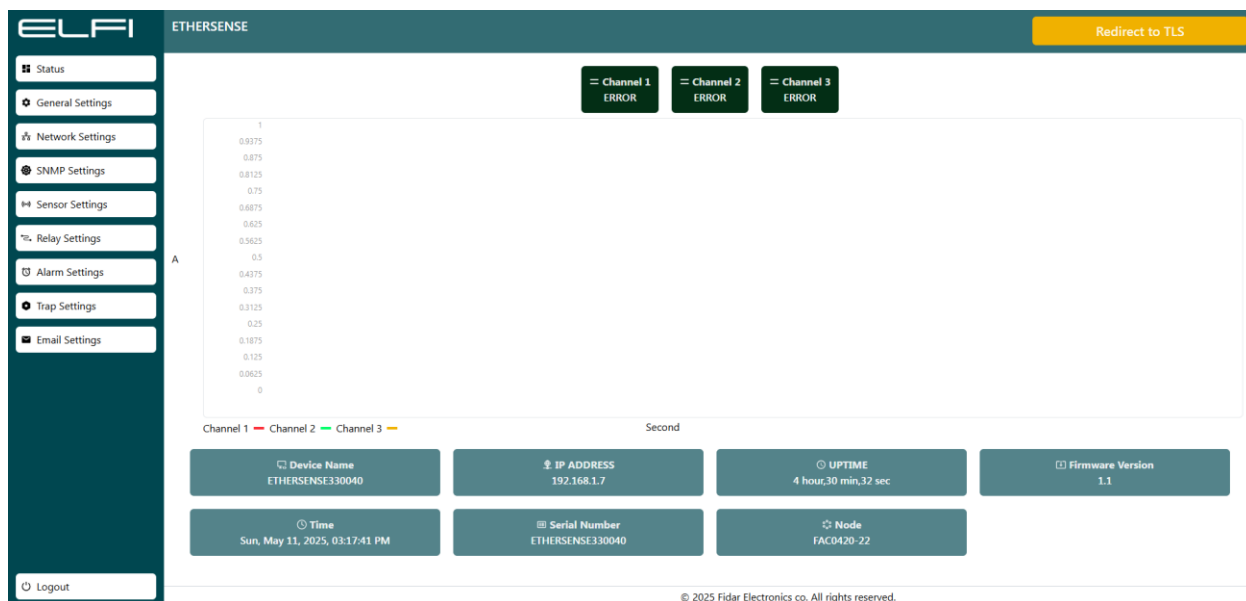 ELFI
ETHERSENSE
Redirect to TLS
Status
General Settings
Network Settings
SNMP Settings
Sensor Settings
Relay Settings
Alarm Settings
Trap Settings
Email Settings
Logout
Channel 1
ERROR
Channel 2
ERROR
Channel 3
ERROR
1
0.9375
0.875
0.8125
0.75
0.6875
0.625
0.5625
0.5
0.4375
0.375
0.3125
0.25
0.1875
0.125
0.0625
0
A
Channel 1 Channel 2 Channel 3
Second
Device Name
ETHERSENSE330040
IP ADDRESS
192.168.1.7
UPTIME
4 hour,30 min,32 sec
Firmware Version
1.1
Time
Sun, May 11, 2025, 03:17:41 PM
Serial Number
ETHERSENSE330040
Node
FAC0420-22
© 2025 Fidar Electronics co. All rights reserved.